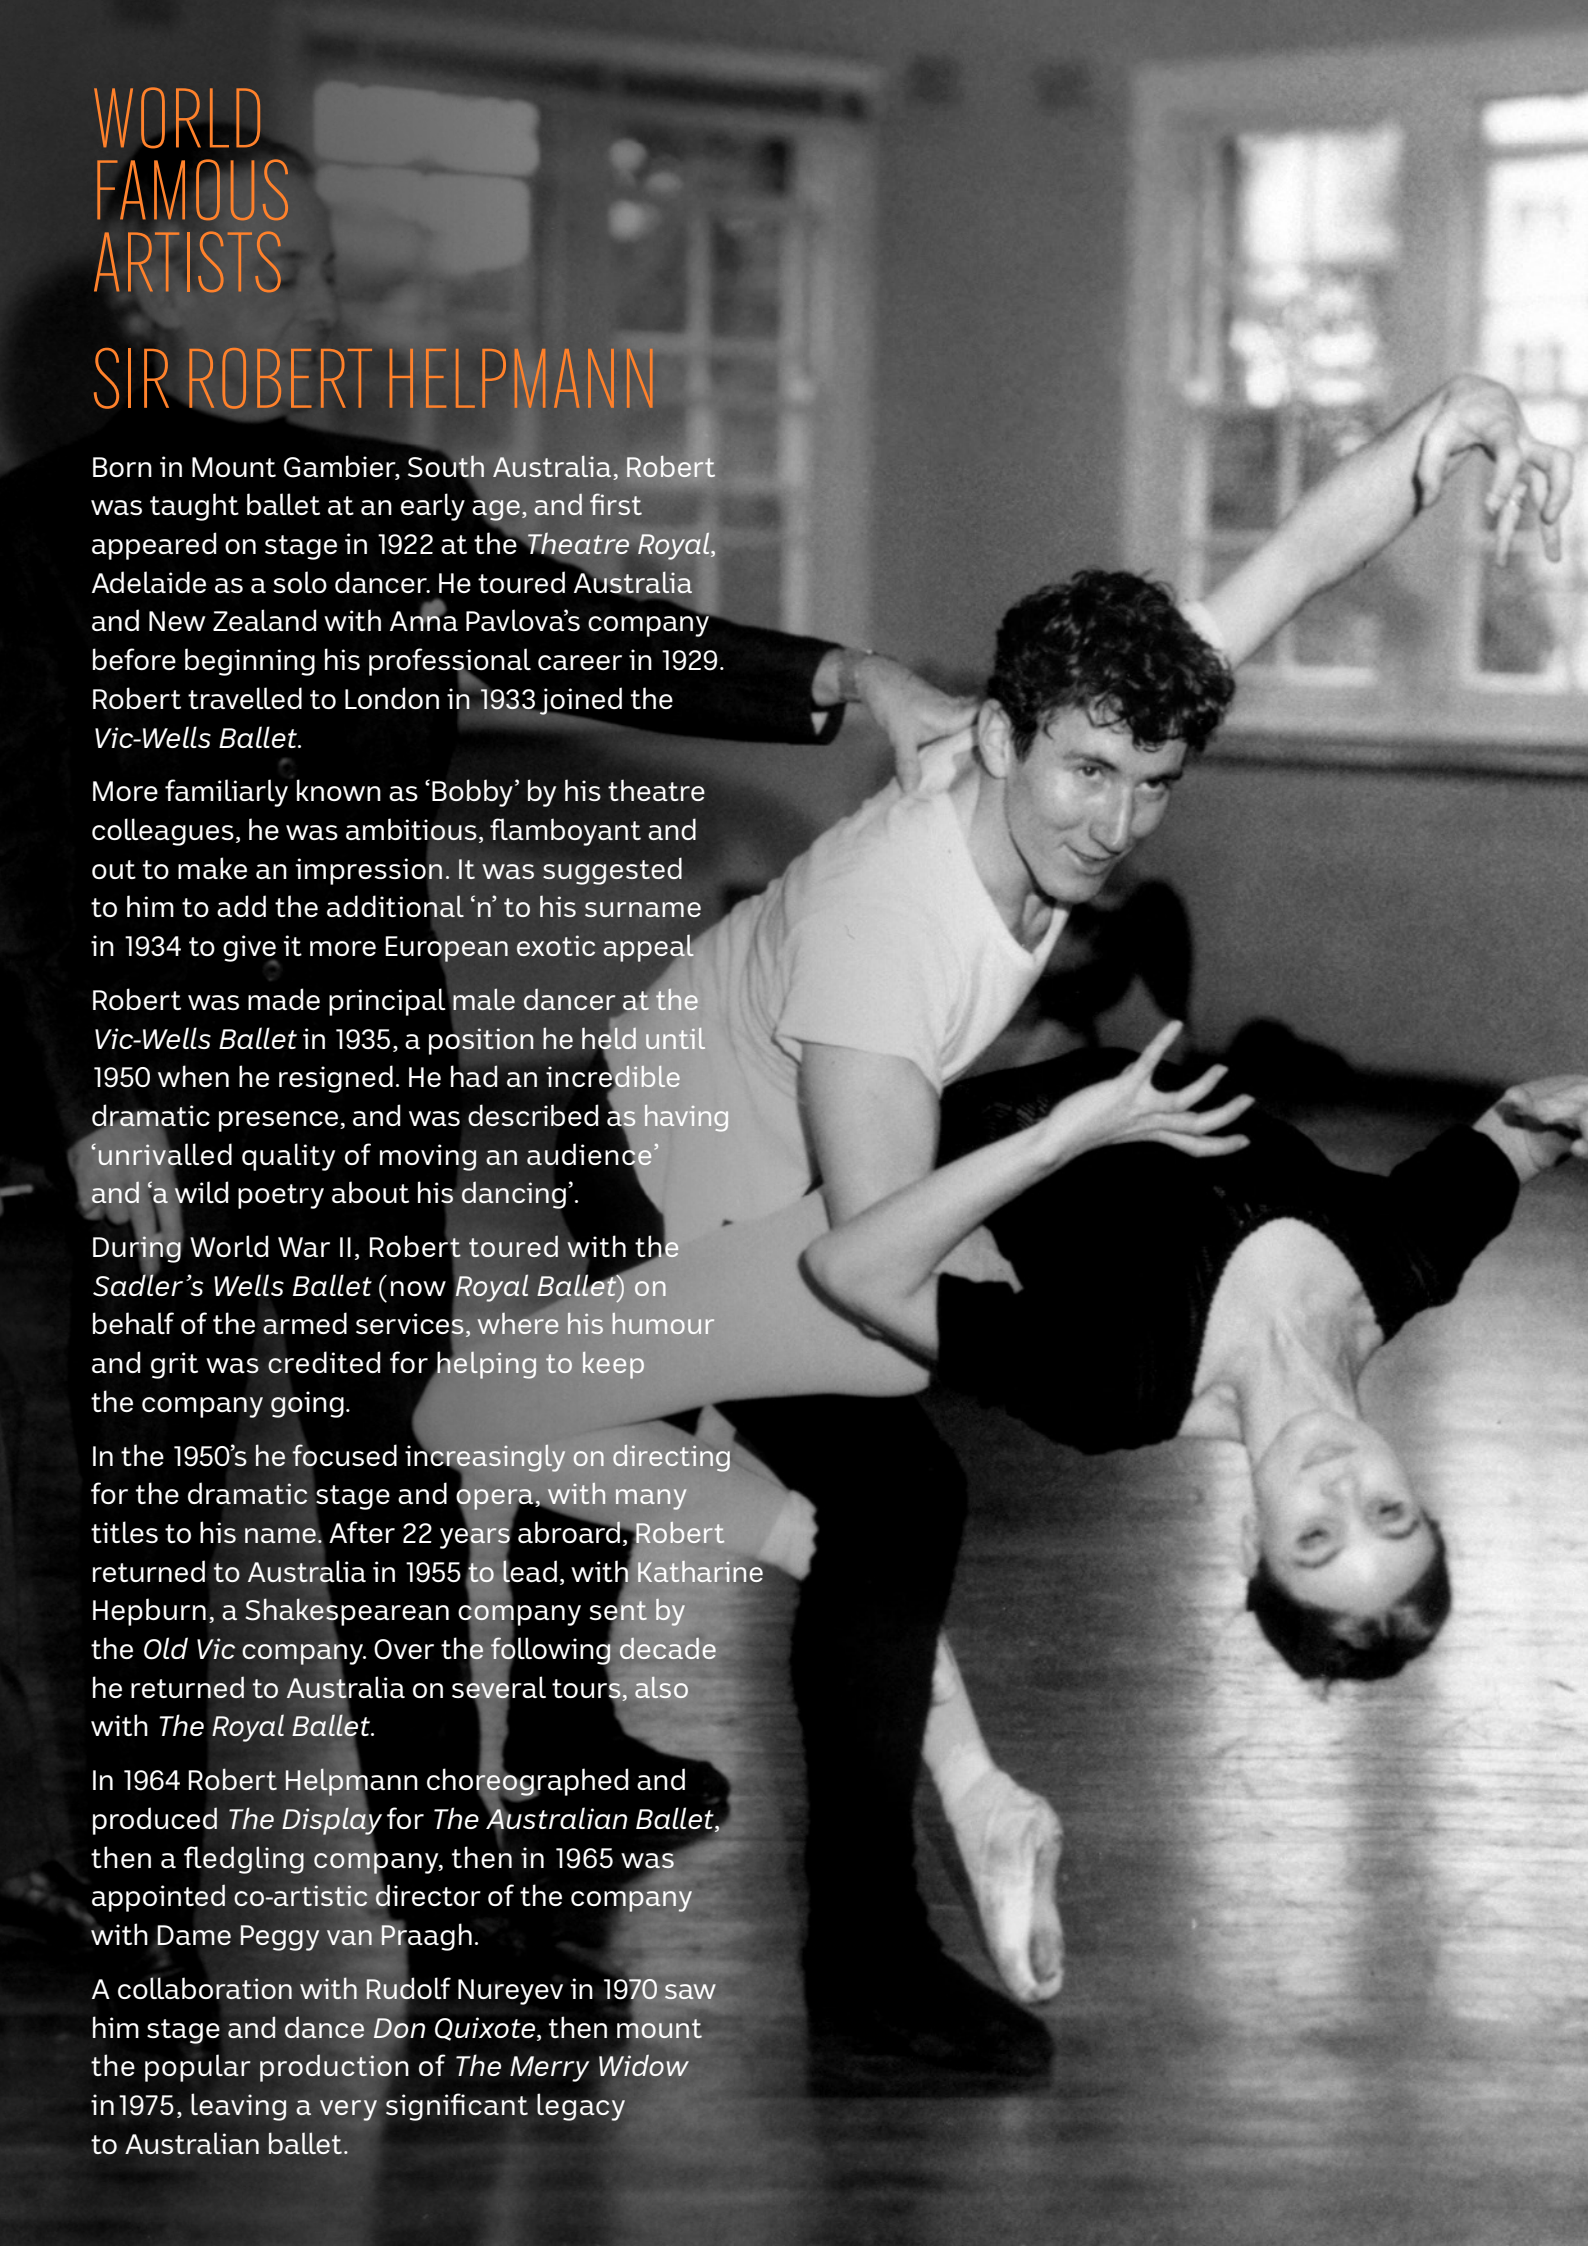 WORLD
FAMOUS
ARTISTS
SIR ROBERT HELPMANN
Born in Mount Gambier, South Australia, Robert
was taught ballet at an early age, and first
appeared on stage in 1922 at the Theatre Royal,
Adelaide as a solo dancer. He toured Australia
and New Zealand with Anna Pavlova’s company
before beginning his professional career in 1929.
Robert travelled to London in 1933 joined the
Vic-Wells Ballet.
More familiarly known as ‘Bobby’ by his theatre
colleagues, he was ambitious, flamboyant and
out to make an impression. It was suggested
to him to add the additional ‘n’ to his surname
in 1934 to give it more European exotic appeal
Robert was made principal male dancer at the
Vic-Wells Ballet in 1935, a position he held until
1950 when he resigned. He had an incredible
dramatic presence, and was described as having
‘unrivalled quality of moving an audience’
and ‘a wild poetry about his dancing’.
During World War II, Robert toured with the
Sadler’s Wells Ballet (now Royal Ballet) on
behalf of the armed services, where his humour
and grit was credited for helping to keep
the company going.
In the 1950’s he focused increasingly on directing
for the dramatic stage and opera, with many
titles to his name. After 22 years abroad, Robert
returned to Australia in 1955 to lead, with Katharine
Hepburn, a Shakespearean company sent by
the Old Vic company. Over the following decade
he returned to Australia on several tours, also
with The Royal Ballet.
In 1964 Robert Helpmann choreographed and
produced The Display for The Australian Ballet,
then a fledgling company, then in 1965 was
appointed co-artistic director of the company
with Dame Peggy van Praagh.
A collaboration with Rudolf Nureyev in 1970 saw
him stage and dance Don Quixote, then mount
the popular production of The Merry Widow
in1975, leaving a very significant legacy
to Australian ballet.